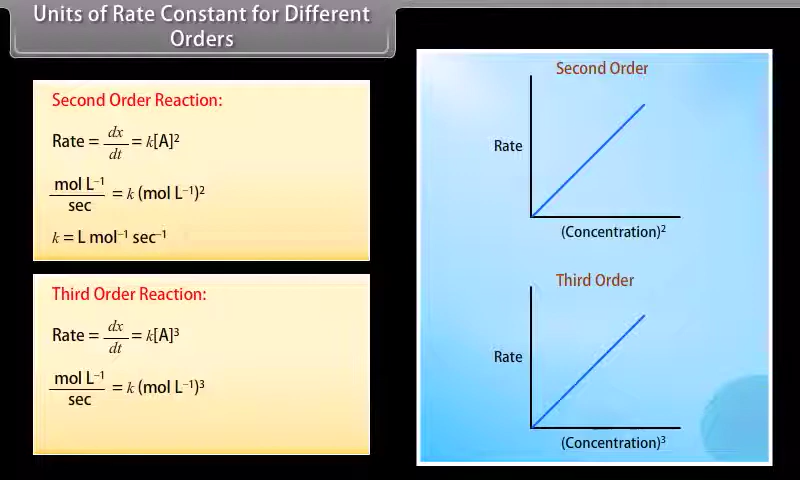 Units of Rate Constant for Different
Orders
Second Order Reaction:
Rate = dx/dt = k[A]²
mol L⁻¹/sec = k (mol L⁻¹)²
k = L mol⁻¹ sec⁻¹
Third Order Reaction:
Rate = dx/dt = k[A]³
mol L⁻¹/sec = k (mol L⁻¹)³
Second Order
Rate
(Concentration)²
Third Order
Rate
(Concentration)³